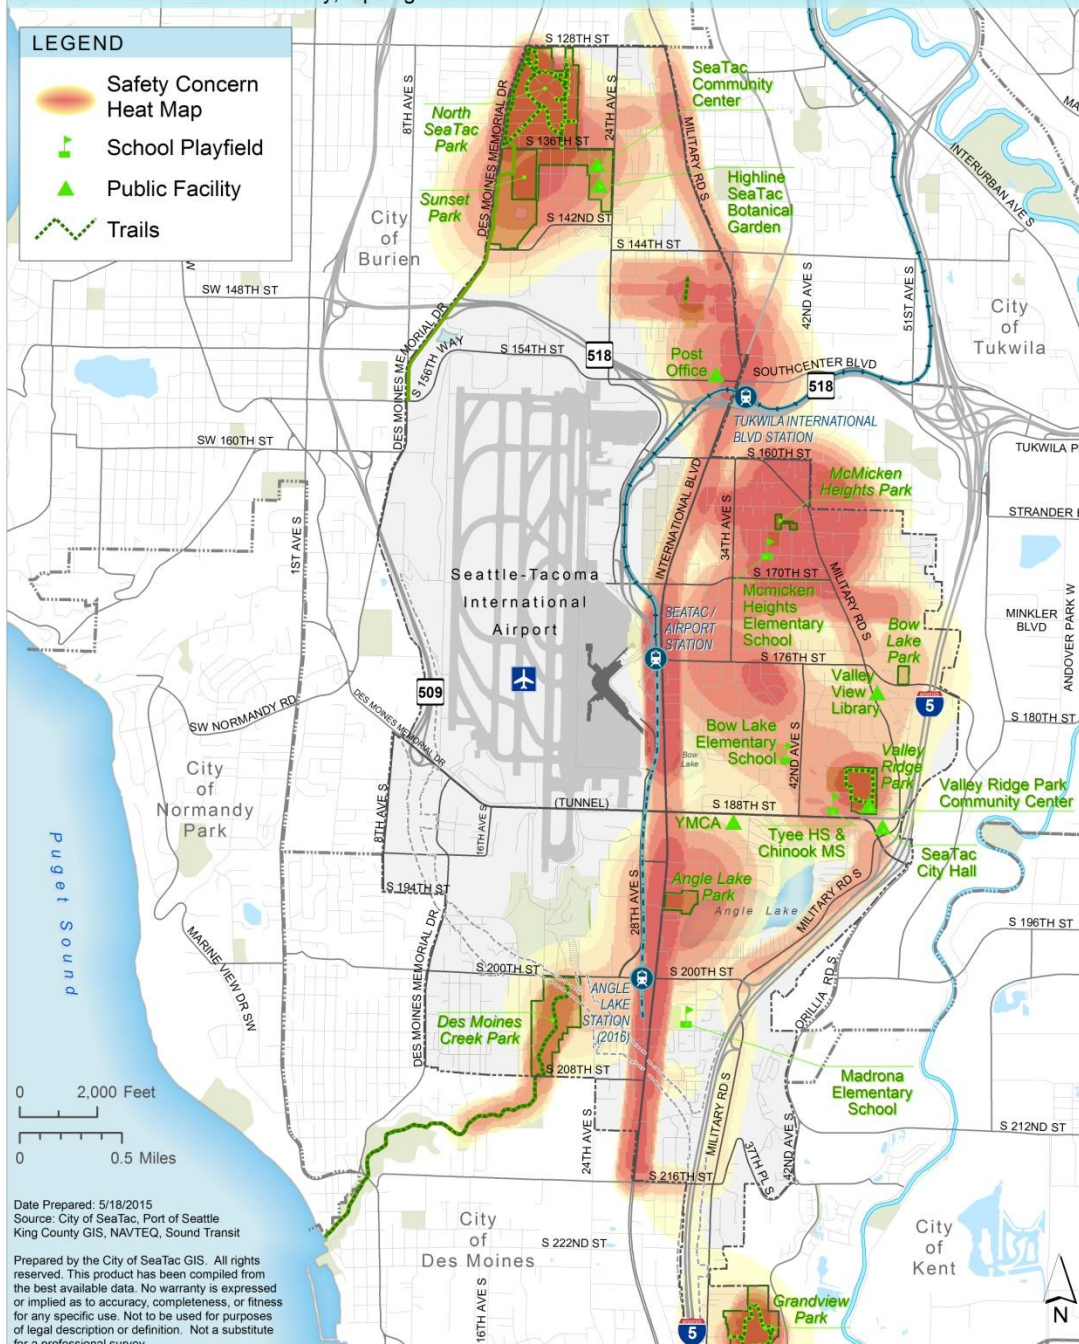 LEGEND
Safety Concern
Heat Map
School Playfield
Public Facility
Trails
S 128TH ST
8TH AVE S
DES MOINES MEMORIAL DR
24TH AVE S
MILITARY RD S
SeaTac
Community
Center
North
SeaTac
Park
S 136TH ST
INTERURBAN AVE S
Sunset
Park
Highline
SeaTac
Botanical
Garden
City
of
Burien
S 142ND ST
S 144TH ST
SW 148TH ST
42ND AVE S
51ST AVE S
City
of
Tukwila
DES MOINES MEMORIAL DR
S 156TH WAY
S 154TH ST
518
Post
Office
SOUTHCENTER BLVD
518
TUKWILA INTERNATIONAL
BLVD STATION
SW 160TH ST
S 160TH ST
TUKWILA P
McMicken
Heights Park
1ST AVE S
INTERNATIONAL BLVD
34TH AVE S
STRANDER
Seattle-Tacoma
International
Airport
S 170TH ST
MILITARY RD S
Mcmicken
Heights
Elementary
School
SEATAC /
AIRPORT
STATION
Bow
Lake
Park
MINKLER
BLVD
ANDOVER PARK W
S 176TH ST
Valley
View
Library
509
5
SW NORMANDY RD
DES MOINES MEMORIAL DR
S 180TH ST
Bow Lake
Elementary
School
Bow
Lake
42ND AVE S
Valley
Ridge
Park
City
of
Normandy
Park
8TH AVE S
16TH AVE S
(TUNNEL)
S 188TH ST
Valley Ridge Park
Community Center
YMCA
Tyee HS &
Chinook MS
SeaTac
City Hall
Puget Sound
S 194TH ST
28TH AVE S
Angle Lake
Park
Angle Lake
MILITARY RD S
S 196TH ST
MARINE VIEW DR SW
DES MOINES MEMORIAL DR
S 200TH ST
S 200TH ST
ORILLIA RD S
ANGLE
LAKE
STATION
(2016)
Des Moines
Creek Park
S 208TH ST
Madrona
Elementary
School
0 2,000 Feet
0 0.5 Miles
24TH AVE S
MILITARY RD S
37TH PL S
42ND AVE S
S 212ND ST
S 216TH ST
Date Prepared: 5/18/2015
Source: City of SeaTac, Port of Seattle
King County GIS, NAVTEQ, Sound Transit
City
of
Des Moines
S 222ND ST
City
of
Kent
Prepared by the City of SeaTac GIS. All rights
reserved. This product has been compiled from
the best available data. No warranty is expressed
or implied as to accuracy, completeness, or fitness
for any specific use. Not to be used for purposes
of legal description or definition. Not a substitute
for a professional survey.
16TH AVE S
Grandview
Park
5
N